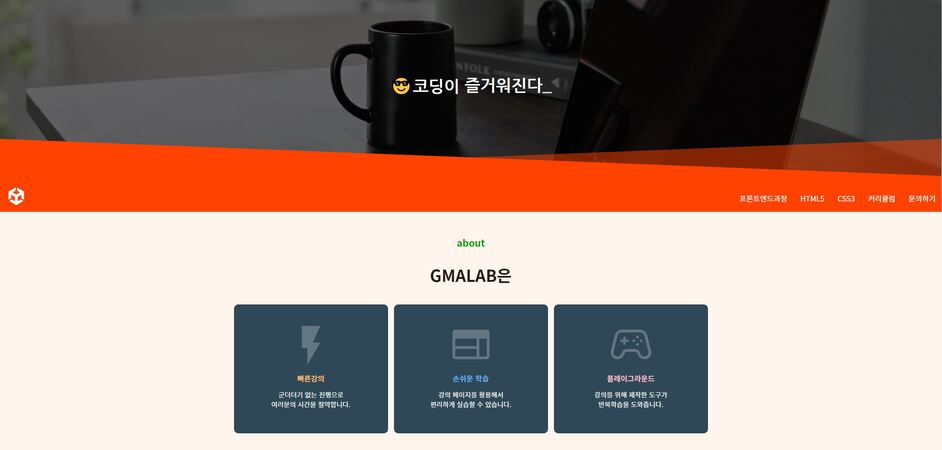 😎 코딩이 즐거워진다_
프론트엔드과정 HTML5 CSS3 커리큘럼 문의하기
about
GMALAB은
빠른강의
군더더기 없는 진행으로
여러분의 시간을 절약합니다.
손쉬운 학습
강의 페이지를 활용해서
편리하게 실습할 수 있습니다.
플레이그라운드
강의를 위해 제작한 도구가
반복학습을 도와줍니다.